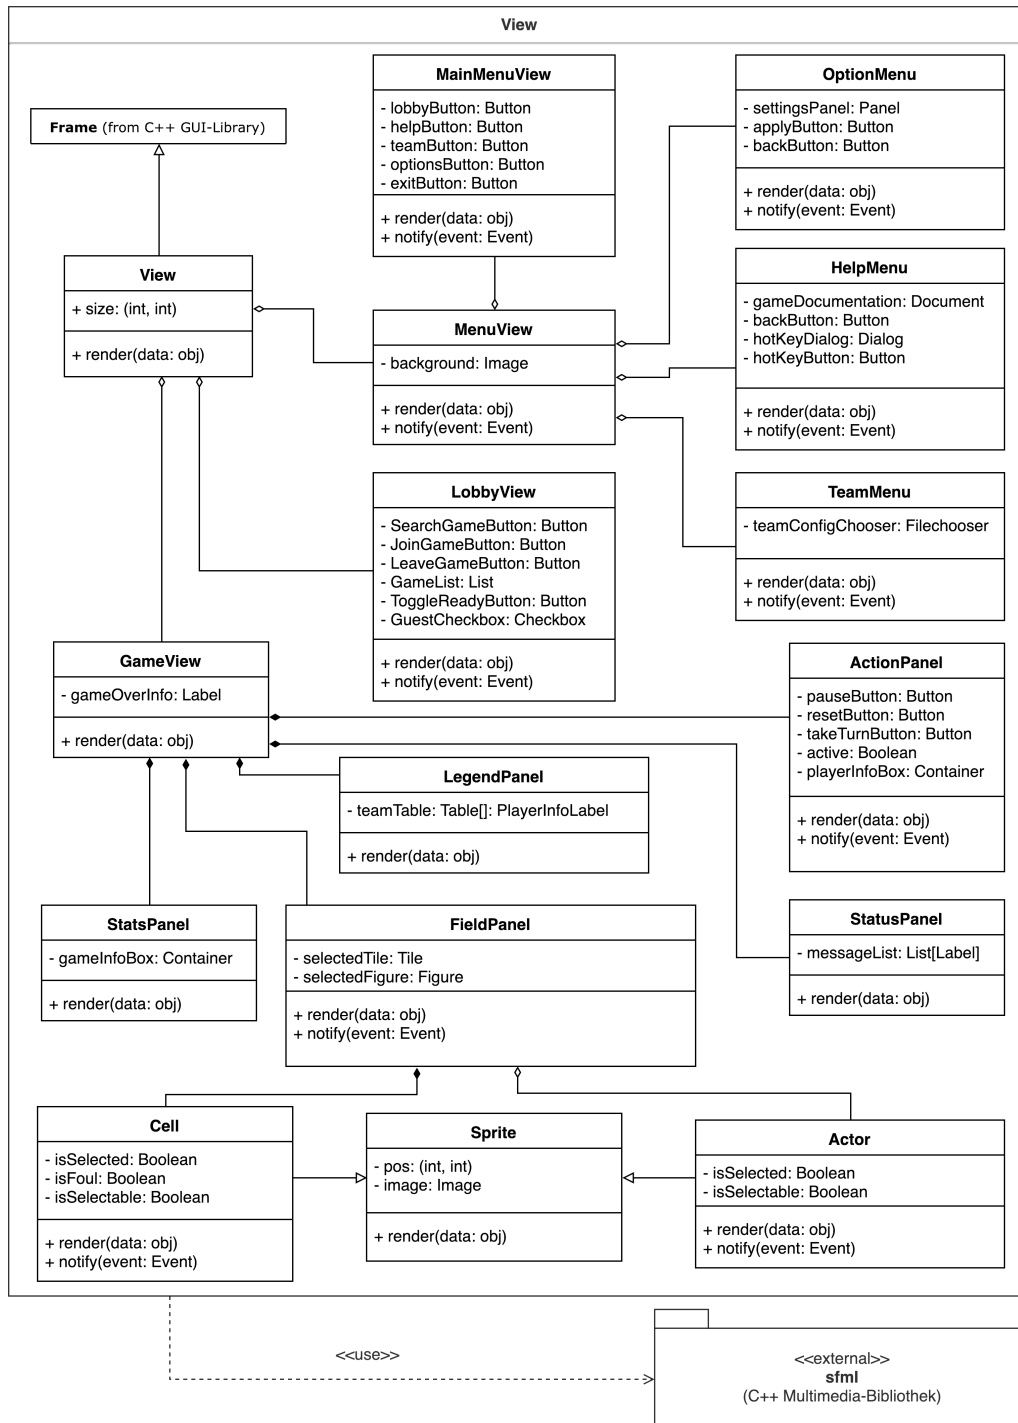 View
MainMenuView
- lobbyButton: Button
- helpButton: Button
- teamButton: Button
- optionsButton: Button
- exitButton: Button
+ render(data: obj)
+ notify(event: Event)
OptionMenu
- settingsPanel: Panel
- applyButton: Button
- backButton: Button
+ render(data: obj)
+ notify(event: Event)
Frame (from C++ GUI-Library)
View
+ size: (int, int)
+ render(data: obj)
MenuView
- background: Image
+ render(data: obj)
+ notify(event: Event)
HelpMenu
- gameDocumentation: Document
- backButton: Button
- hotKeyDialog: Dialog
- hotKeyButton: Button
+ render(data: obj)
+ notify(event: Event)
LobbyView
- SearchGameButton: Button
- JoinGameButton: Button
- LeaveGameButton: Button
- GameList: List
- ToggleReadyButton: Button
- GuestCheckbox: Checkbox
+ render(data: obj)
+ notify(event: Event)
TeamMenu
- teamConfigChooser: Filechooser
+ render(data: obj)
+ notify(event: Event)
GameView
- gameOverInfo: Label
+ render(data: obj)
ActionPanel
- pauseButton: Button
- resetButton: Button
- takeTurnButton: Button
- active: Boolean
- playerInfoBox: Container
+ render(data: obj)
+ notify(event: Event)
LegendPanel
- teamTable: Table[]: PlayerInfoLabel
+ render(data: obj)
StatsPanel
- gameInfoBox: Container
+ render(data: obj)
FieldPanel
- selectedTile: Tile
- selectedFigure: Figure
+ render(data: obj)
+ notify(event: Event)
StatusPanel
- messageList: List[Label]
+ render(data: obj)
Cell
- isSelected: Boolean
- isFoul: Boolean
- isSelectable: Boolean
+ render(data: obj)
+ notify(event: Event)
Sprite
- pos: (int, int)
- image: Image
+ render(data: obj)
Actor
- isSelected: Boolean
- isSelectable: Boolean
+ render(data: obj)
+ notify(event: Event)
<<use>>
<<external>>
sfml
(C++ Multimedia-Bibliothek)